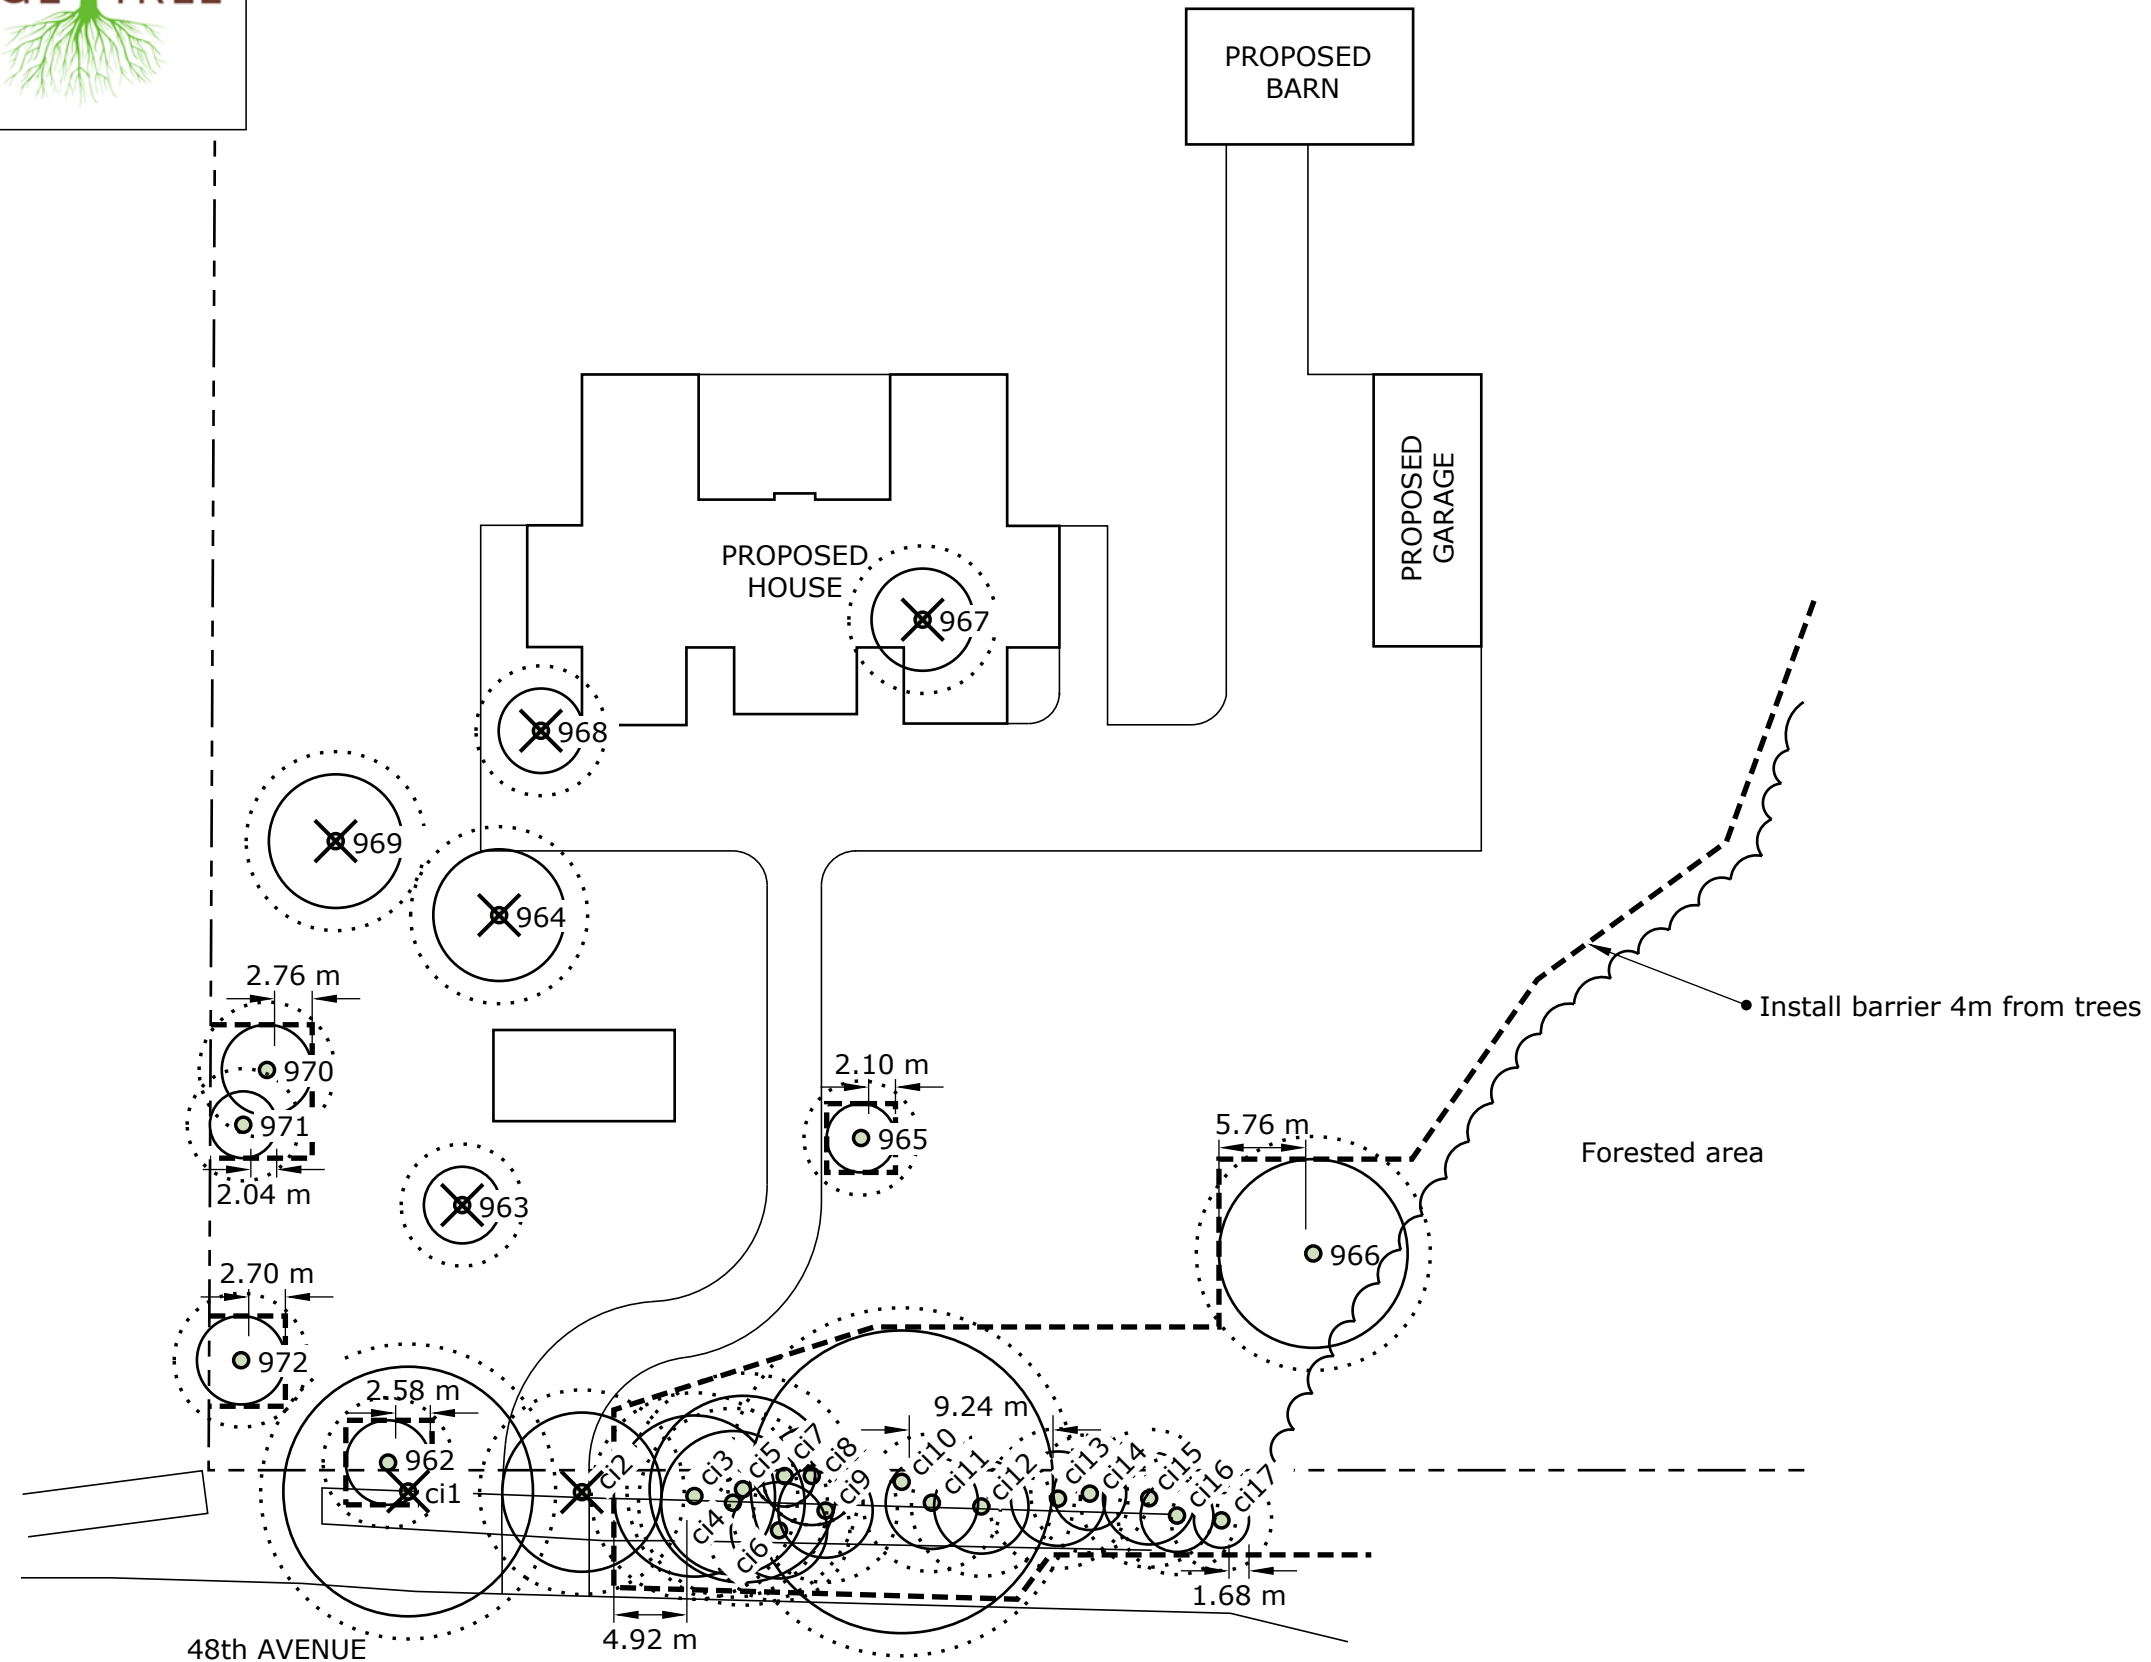 PROPOSED
BARN
PROPOSED
GARAGE
PROPOSED
HOUSE
967
968
969
964
2.76 m
970
971
2.04 m
2.10 m
965
Install barrier 4m from trees
5.76 m
Forested area
963
966
2.70 m
972
2.58 m
962
ci1
ci2
ci3
ci4
ci5
ci6
ci7
ci8
ci9
9.24 m
ci10
ci11
ci12
ci13
ci14
ci15
ci16
ci17
1.68 m
4.92 m
48th AVENUE